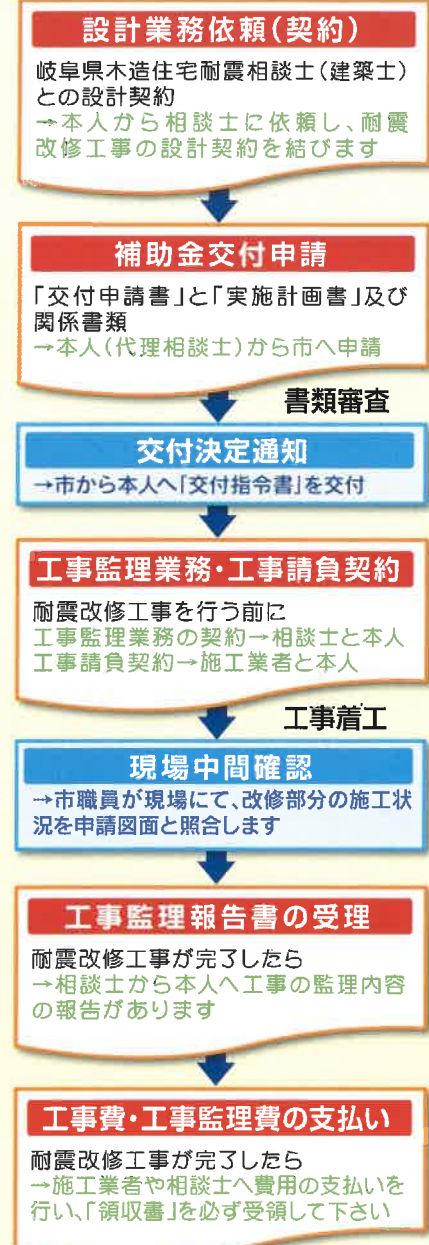 設計業務依頼(契約)
岐阜県木造住宅耐震相談士(建築士)
との設計契約
→本人から相談士に依頼し、耐震
改修工事の設計契約を結びます
補助金交付申請
「交付申請書」と「実施計画書」及び
関係書類
→本人(代理相談士)から市へ申請
書類審査
交付決定通知
→市から本人へ「交付指令書」を交付
工事監理業務・工事請負契約
耐震改修工事を行う前に
工事監理業務の契約→相談士と本人
工事請負契約→施工業者と本人
工事着工
現場中間確認
→市職員が現場にて、改修部分の施工状
況を申請図面と照合します
工事監理報告書の受理
耐震改修工事が完了したら
→相談士から本人へ工事の監理内容
の報告があります
工事費・工事監理費の支払い
耐震改修工事が完了したら
→施工業者や相談士へ費用の支払いを
行い、「領収書」を必ず受領して下さい